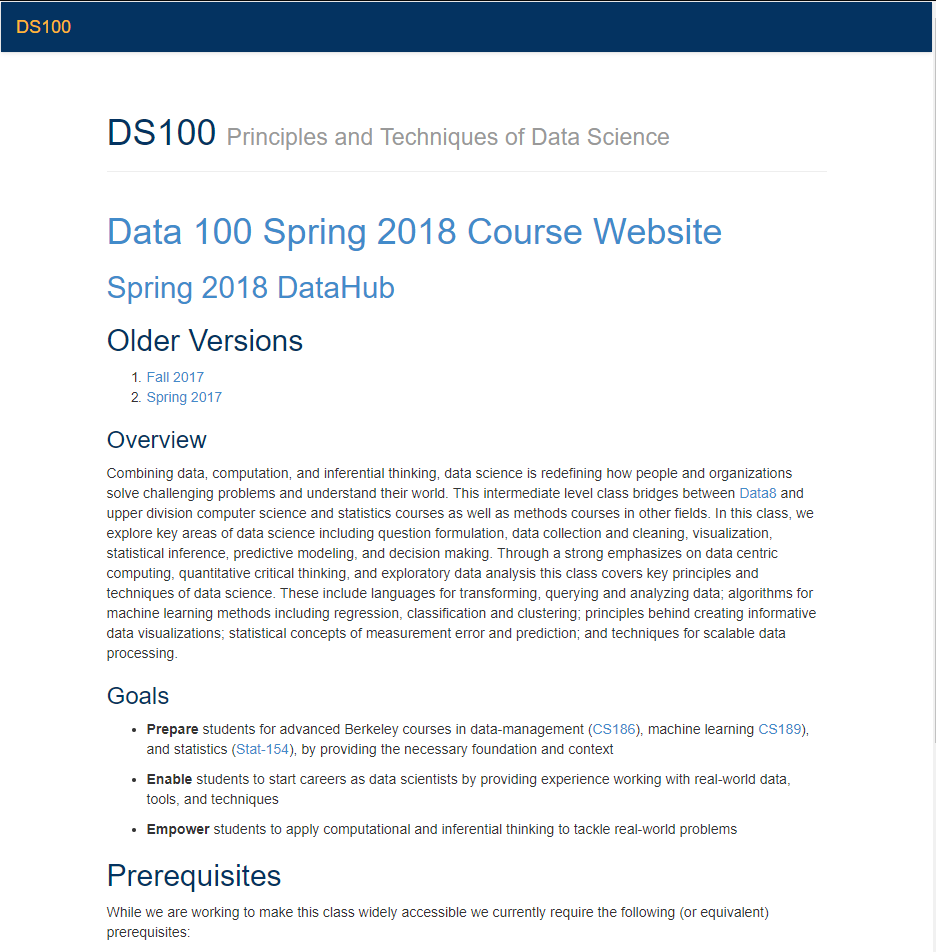 DS100
DS100 Principles and Techniques of Data Science
Data 100 Spring 2018 Course Website
Spring 2018 DataHub
Older Versions
1. Fall 2017
2. Spring 2017
Overview
Combining data, computation, and inferential thinking, data science is redefining how people and organizations
solve challenging problems and understand their world. This intermediate level class bridges between Data8 and
upper division computer science and statistics courses as well as methods courses in other fields. In this class, we
explore key areas of data science including question formulation, data collection and cleaning, visualization,
statistical inference, predictive modeling, and decision making. Through a strong emphasizes on data centric
computing, quantitative critical thinking, and exploratory data analysis this class covers key principles and
techniques of data science. These include languages for transforming, querying and analyzing data; algorithms for
machine learning methods including regression, classification and clustering; principles behind creating informative
data visualizations; statistical concepts of measurement error and prediction; and techniques for scalable data
processing.
Goals
• Prepare students for advanced Berkeley courses in data-management (CS186), machine learning CS189),
and statistics (Stat-154), by providing the necessary foundation and context
• Enable students to start careers as data scientists by providing experience working with real-world data,
tools, and techniques
• Empower students to apply computational and inferential thinking to tackle real-world problems
Prerequisites
While we are working to make this class widely accessible we currently require the following (or equivalent)
prerequisites: